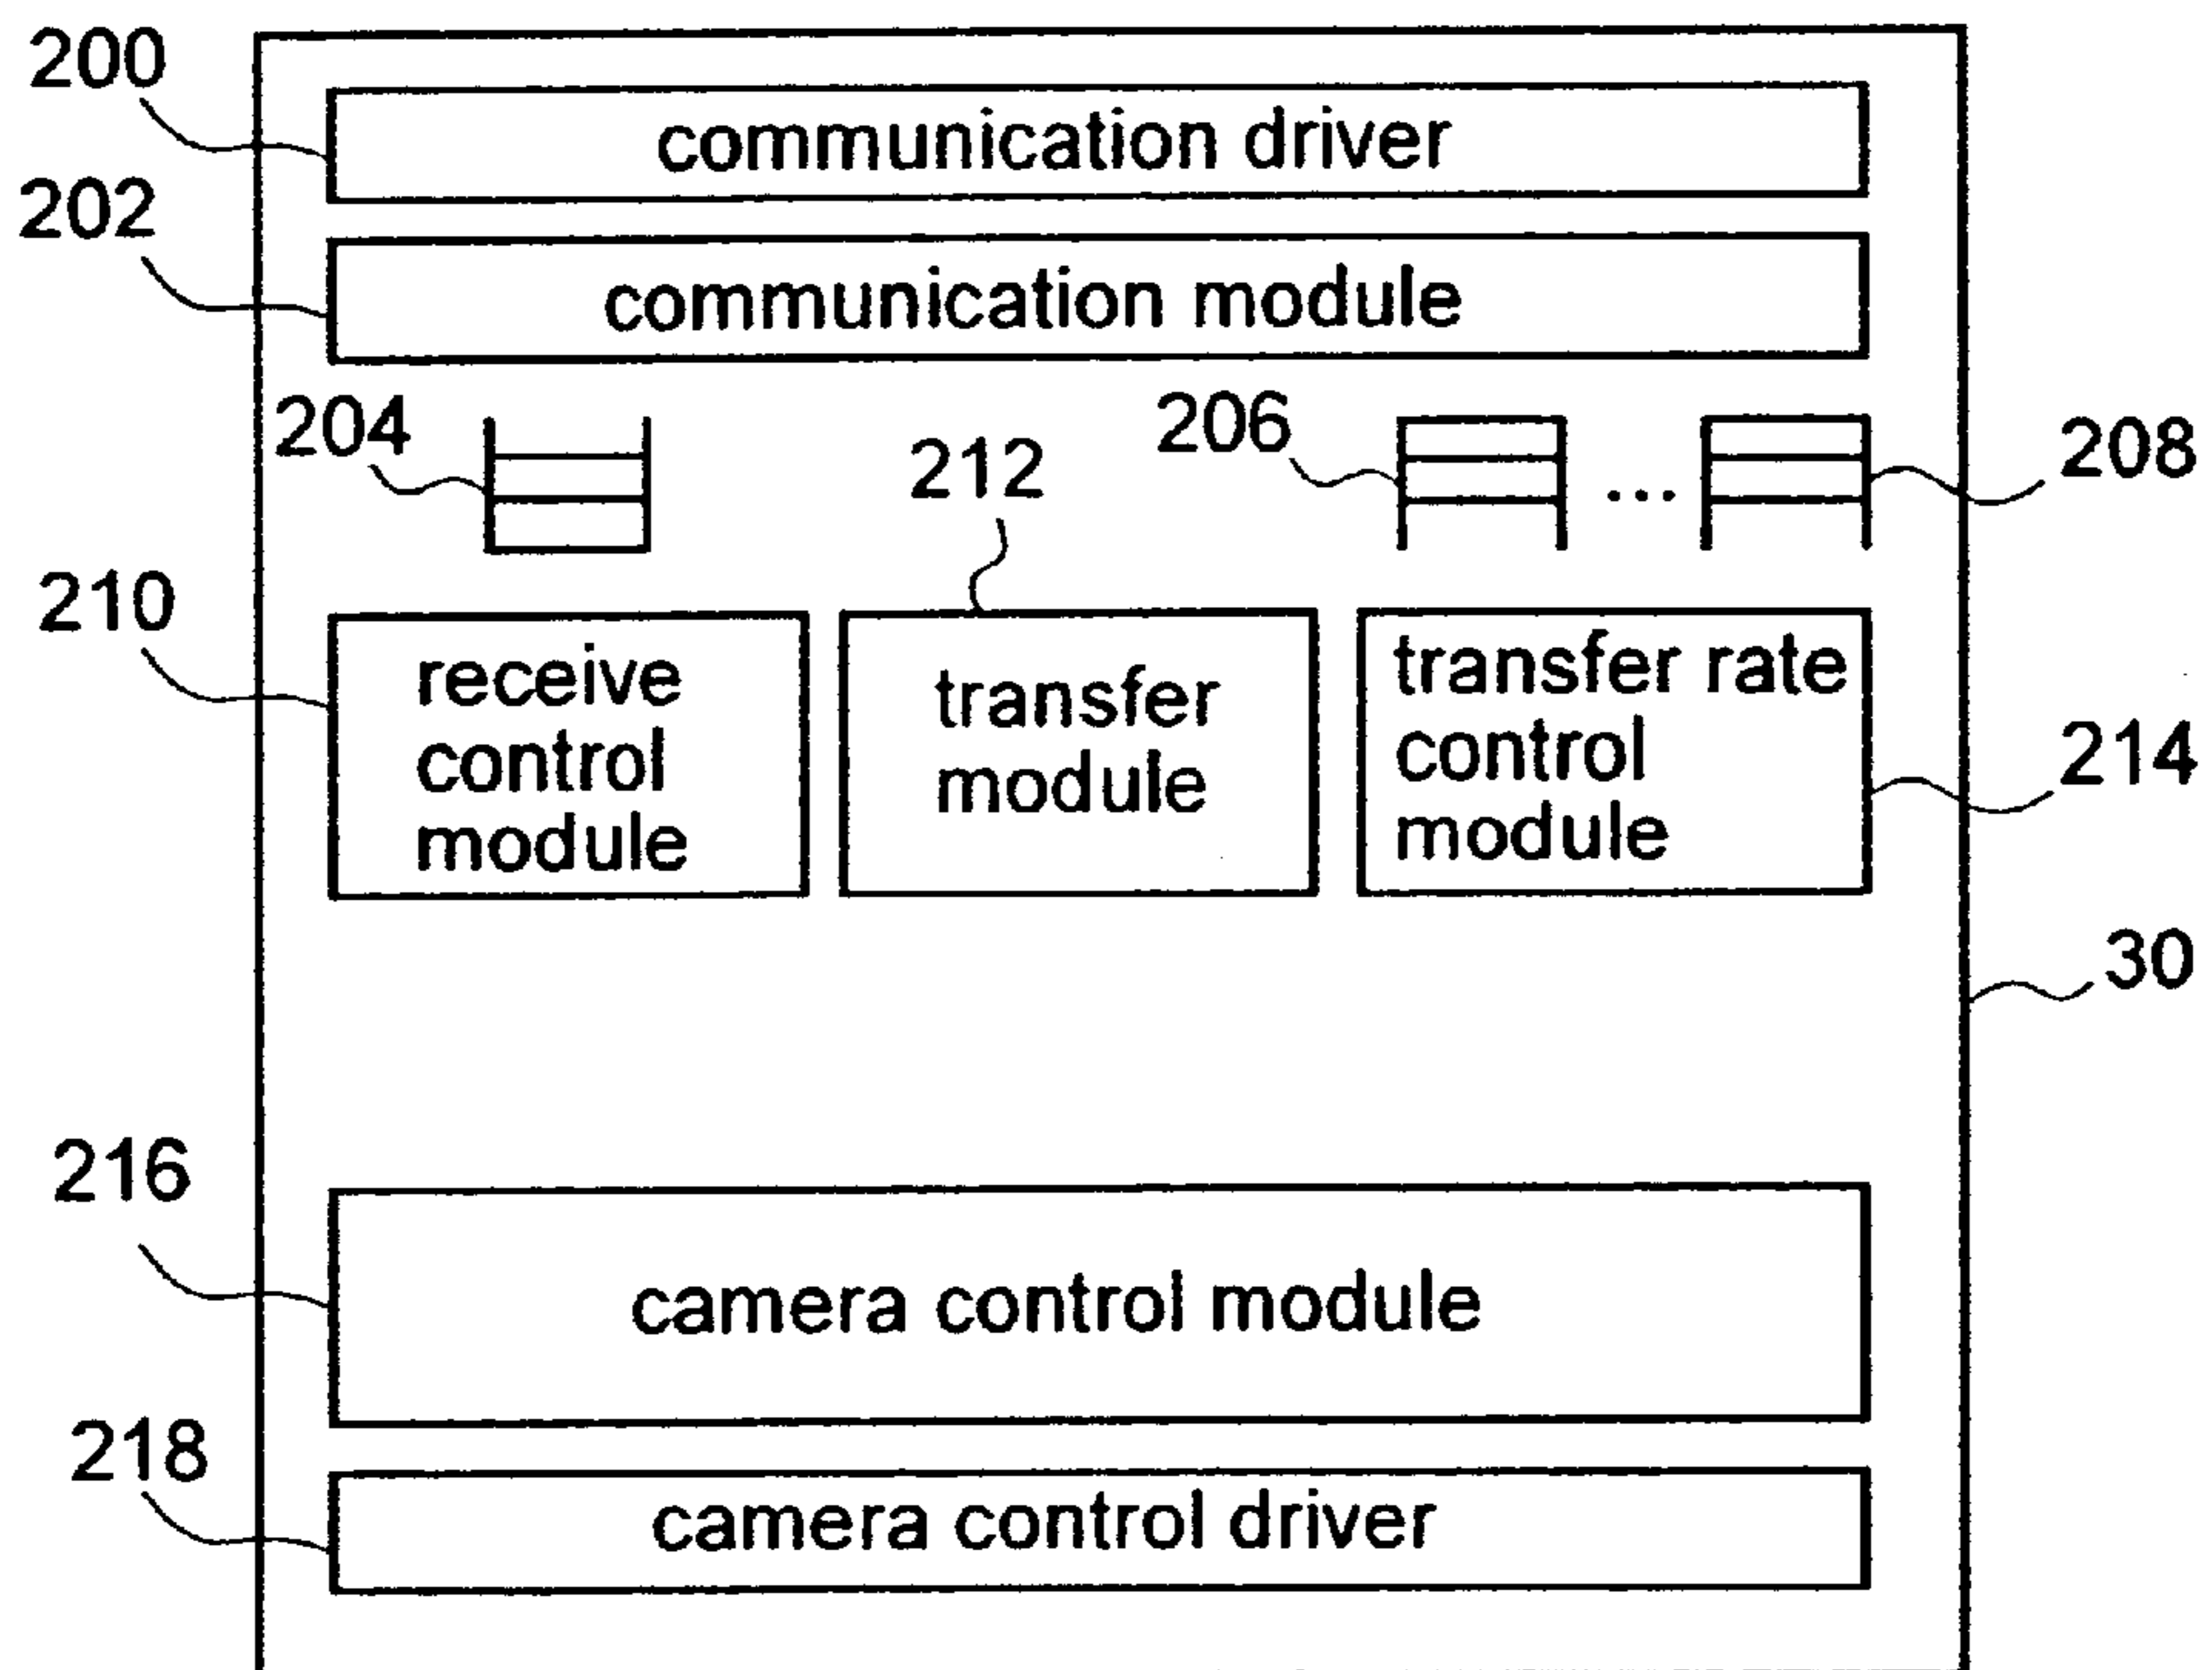 200
communication driver
202
communication module
204
212
206
...
208
210
receive
control
module
transfer
module
transfer rate
control
module
214
30
216
camera control module
218
camera control driver